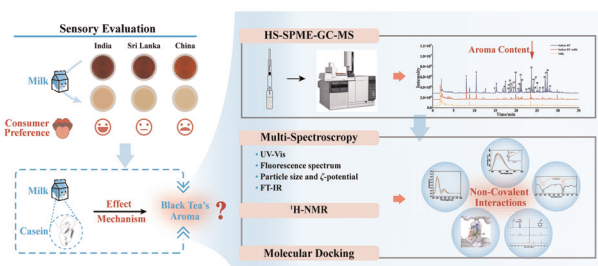 Sensory Evaluation
India Sri Lanka China
Milk
Consumer
Preference
Milk
Casein
Effect
Mechanism
Black Tea's
Aroma
?
HS-SPME-GC-MS
Aroma Content
Intensity
Time/min
Multi-Spectroscropy
• UV-Vis
• Fluorescence spectrum
• Particle size and ζ-potential
• FT-IR
¹H-NMR
Molecular Docking
Non-Covalent
Interactions